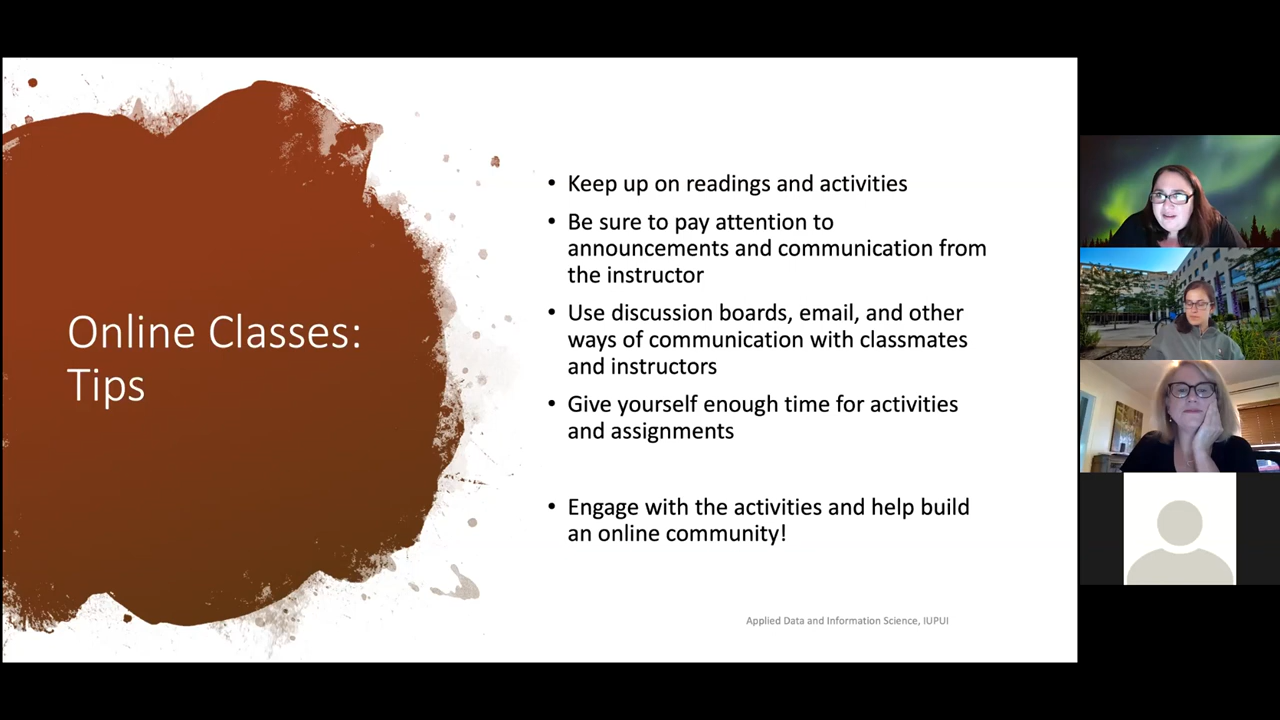 Online Classes:
Tips
• Keep up on readings and activities
• Be sure to pay attention to
announcements and communication from
the instructor
• Use discussion boards, email, and other
ways of communication with classmates
and instructors
• Give yourself enough time for activities
and assignments
• Engage with the activities and help build
an online community!
Applied Data and Information Science, IUPUI